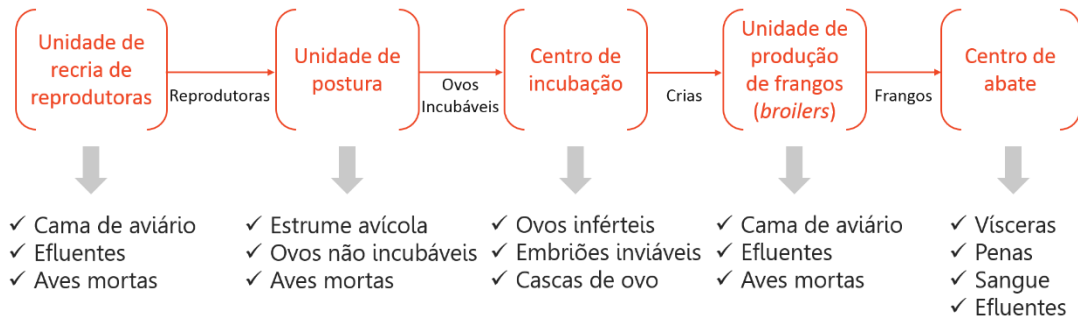 Unidade de
recria de
reprodutoras
Reprodutoras
Unidade de
postura
Ovos
Incubáveis
Centro de
incubação
Crias
Unidade de
produção
de frangos
(broilers)
Frangos
Centro de
abate
✓ Cama de aviário
✓ Efluentes
✓ Aves mortas
✓ Estrume avícola
✓ Ovos não incubáveis
✓ Aves mortas
✓ Ovos inférteis
✓ Embriões inviáveis
✓ Cascas de ovo
✓ Cama de aviário
✓ Efluentes
✓ Aves mortas
✓ Vísceras
✓ Penas
✓ Sangue
✓ Efluentes